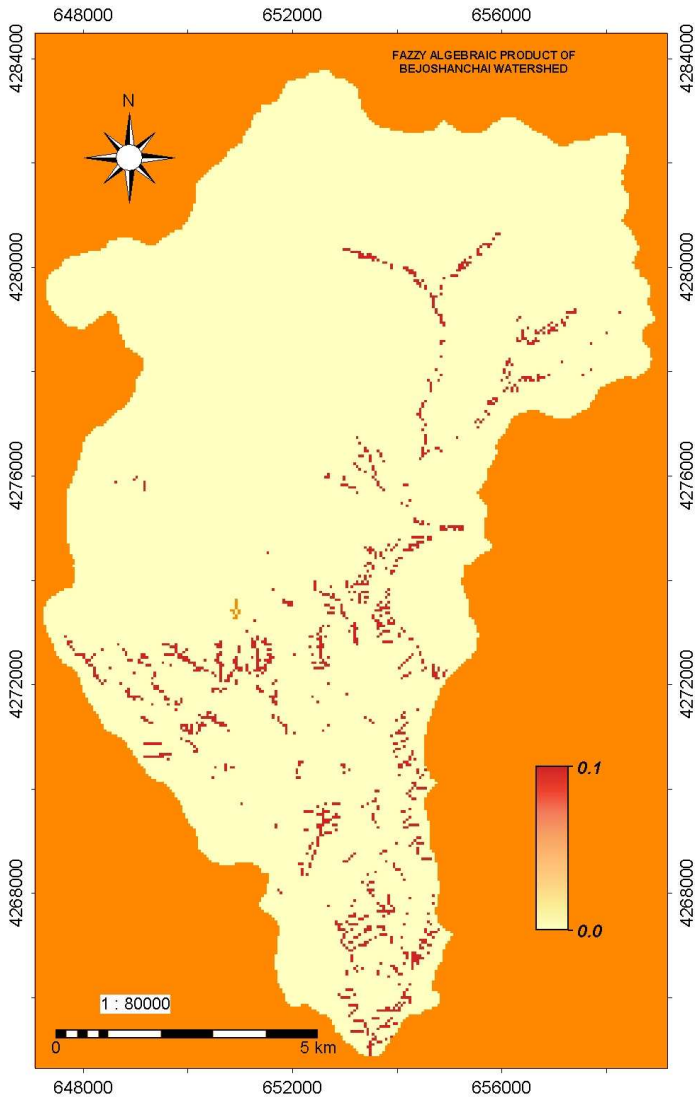 648000 652000 656000
FAZZY ALGEBRAIC PRODUCT OF
BEJOSHANCHAI WATERSHED
N
4284000 4284000
4280000 4280000
4276000 4276000
4272000 4272000
0.1
4268000 4268000
0.0
1 : 80000
0 5 km
648000 652000 656000